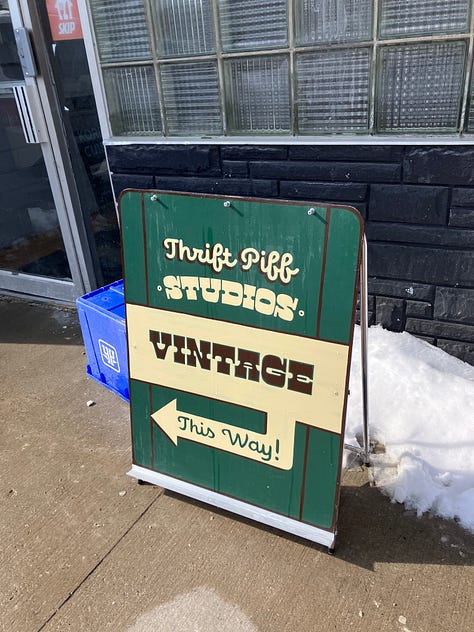 SKIP
Thrift Piff
STUDIOS
VINTAGE
This Way!